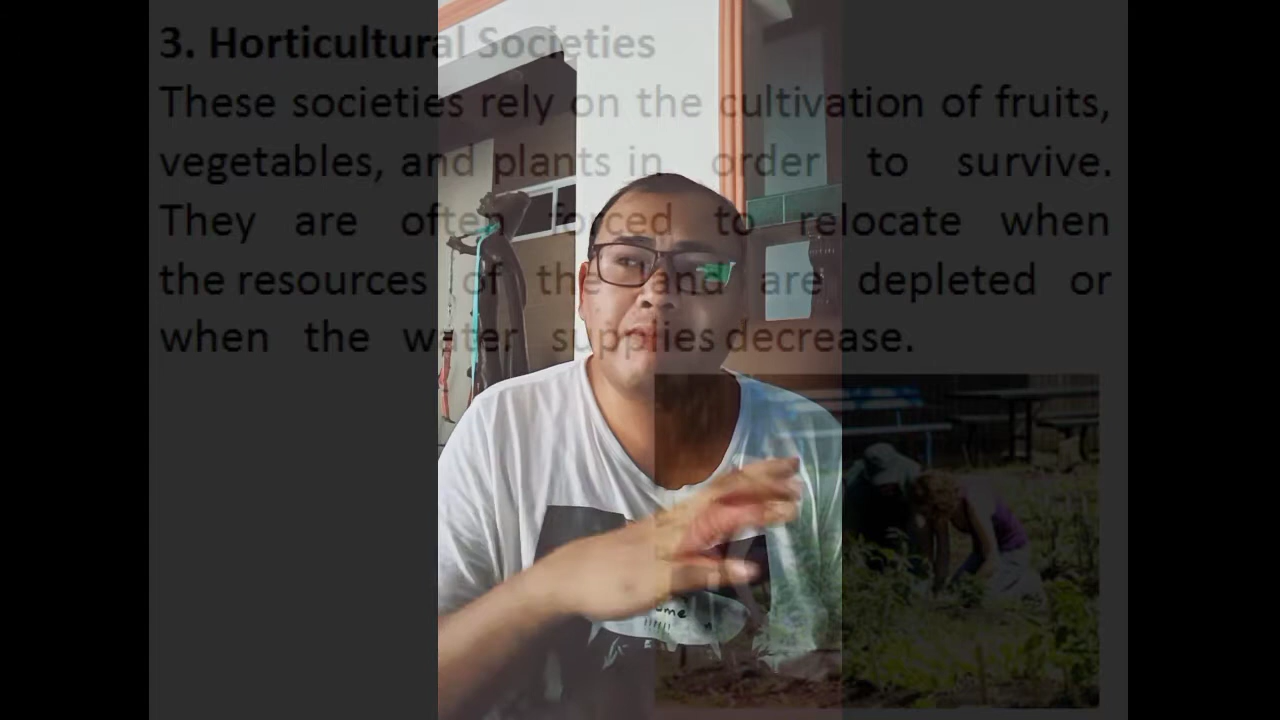 3. Horticultural Societies
These societies rely on the cultivation of fruits,
vegetables, and plants in order to survive.
They are often forced to relocate when
the resources of the land are depleted or
when the water supplies decrease.